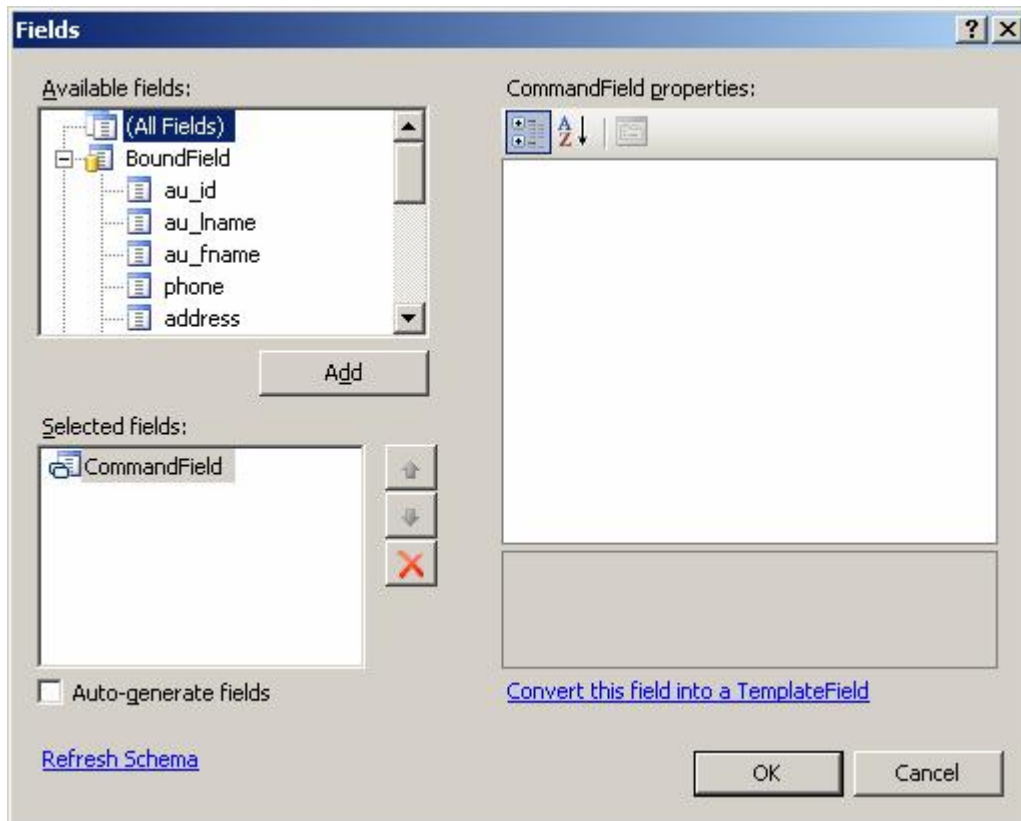 Fields
Available fields:
(All Fields)
BoundField
au_id
au_lname
au_fname
phone
address
Add
Selected fields:
CommandField
Auto-generate fields
Refresh Schema
CommandField properties:
Convert this field into a TemplateField
OK
Cancel